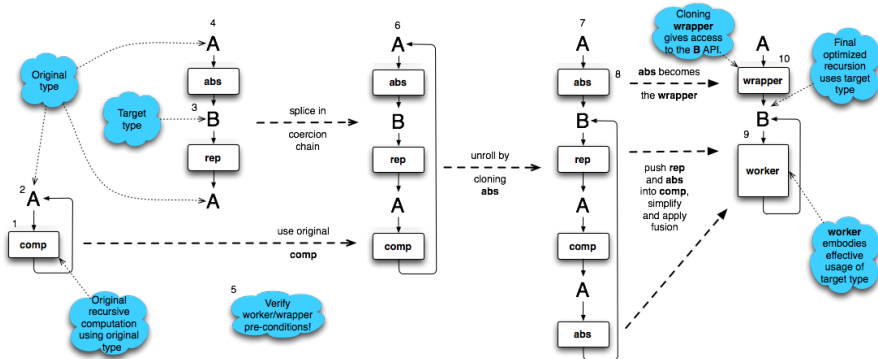 Original
type
4
A
abs
3
B
Target
type
rep
A
2
A
1
comp
Original
recursive
computation
using original
type
splice in
coercion
chain
use original
comp
5
Verify
worker/wrapper
pre-conditions!
6
A
abs
B
rep
A
comp
unroll by
cloning
abs
7
A
abs
8
B
rep
A
comp
A
abs
abs becomes
the wrapper
push rep
and abs
into comp,
simplify
and apply
fusion
Cloning
wrapper
gives access
to the B API.
A
10
wrapper
B
9
worker
Final
optimized
recursion
uses target
type
worker
embodies
effective
usage of
target type